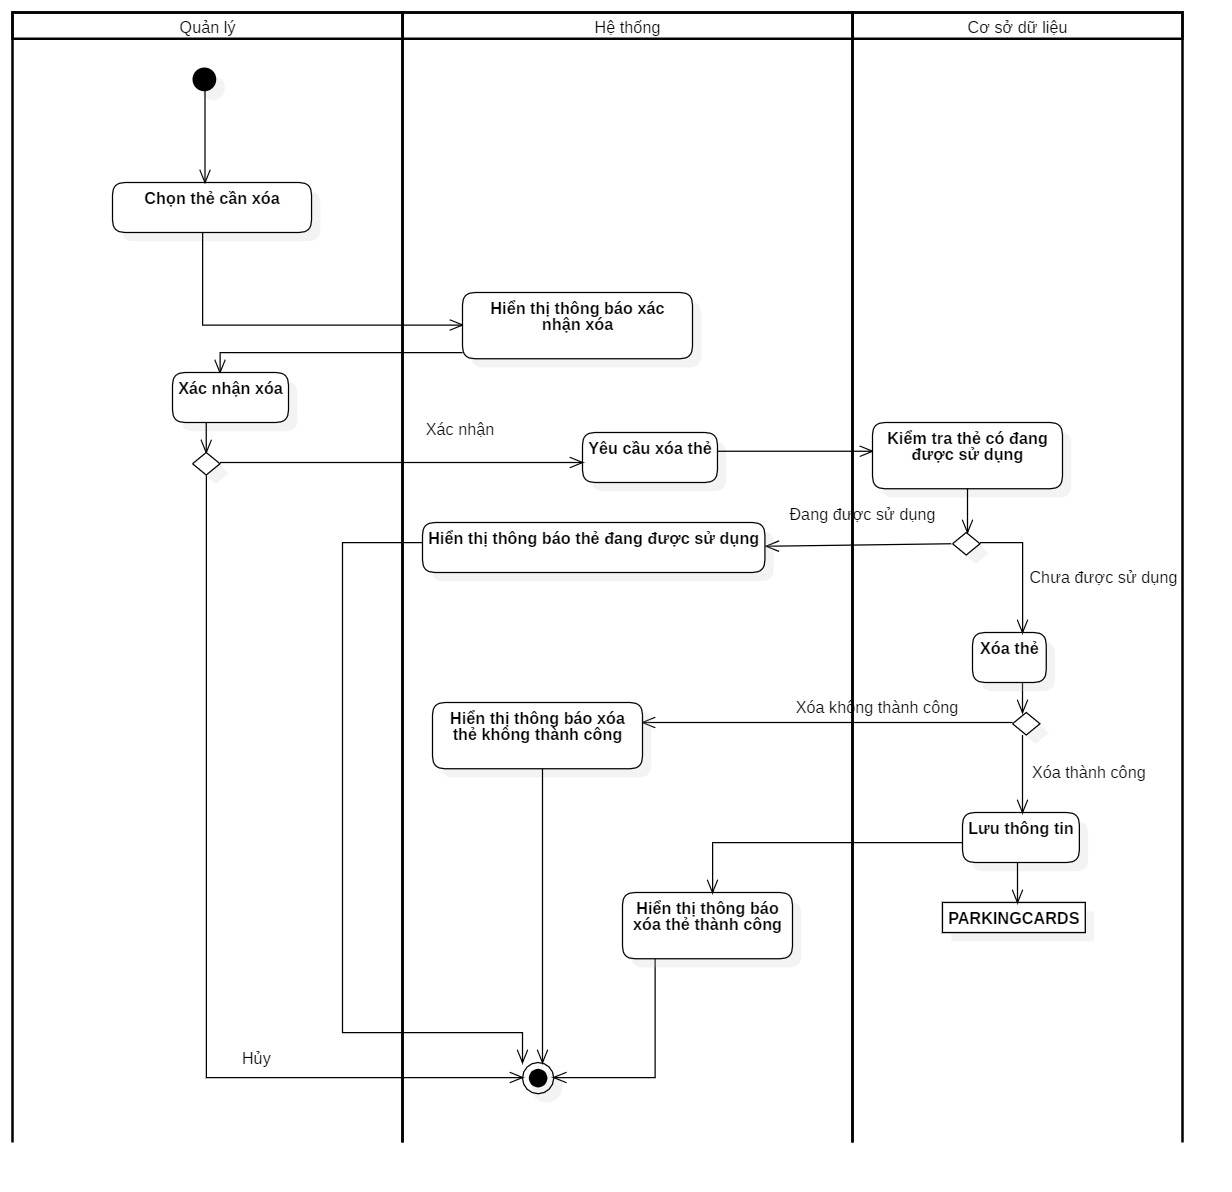 Quản lý
Hệ thống
Cơ sở dữ liệu
Chọn thẻ cần xóa
Hiển thị thông báo xác
nhận xóa
Xác nhận xóa
Xác nhận
Yêu cầu xóa thẻ
Kiểm tra thẻ có đang
được sử dụng
Đang được sử dụng
Hiển thị thông báo thẻ đang được sử dụng
Chưa được sử dụng
Xóa thẻ
Xóa không thành công
Hiển thị thông báo xóa
thẻ không thành công
Xóa thành công
Lưu thông tin
Hiển thị thông báo
xóa thẻ thành công
PARKINGCARDS
Hủy